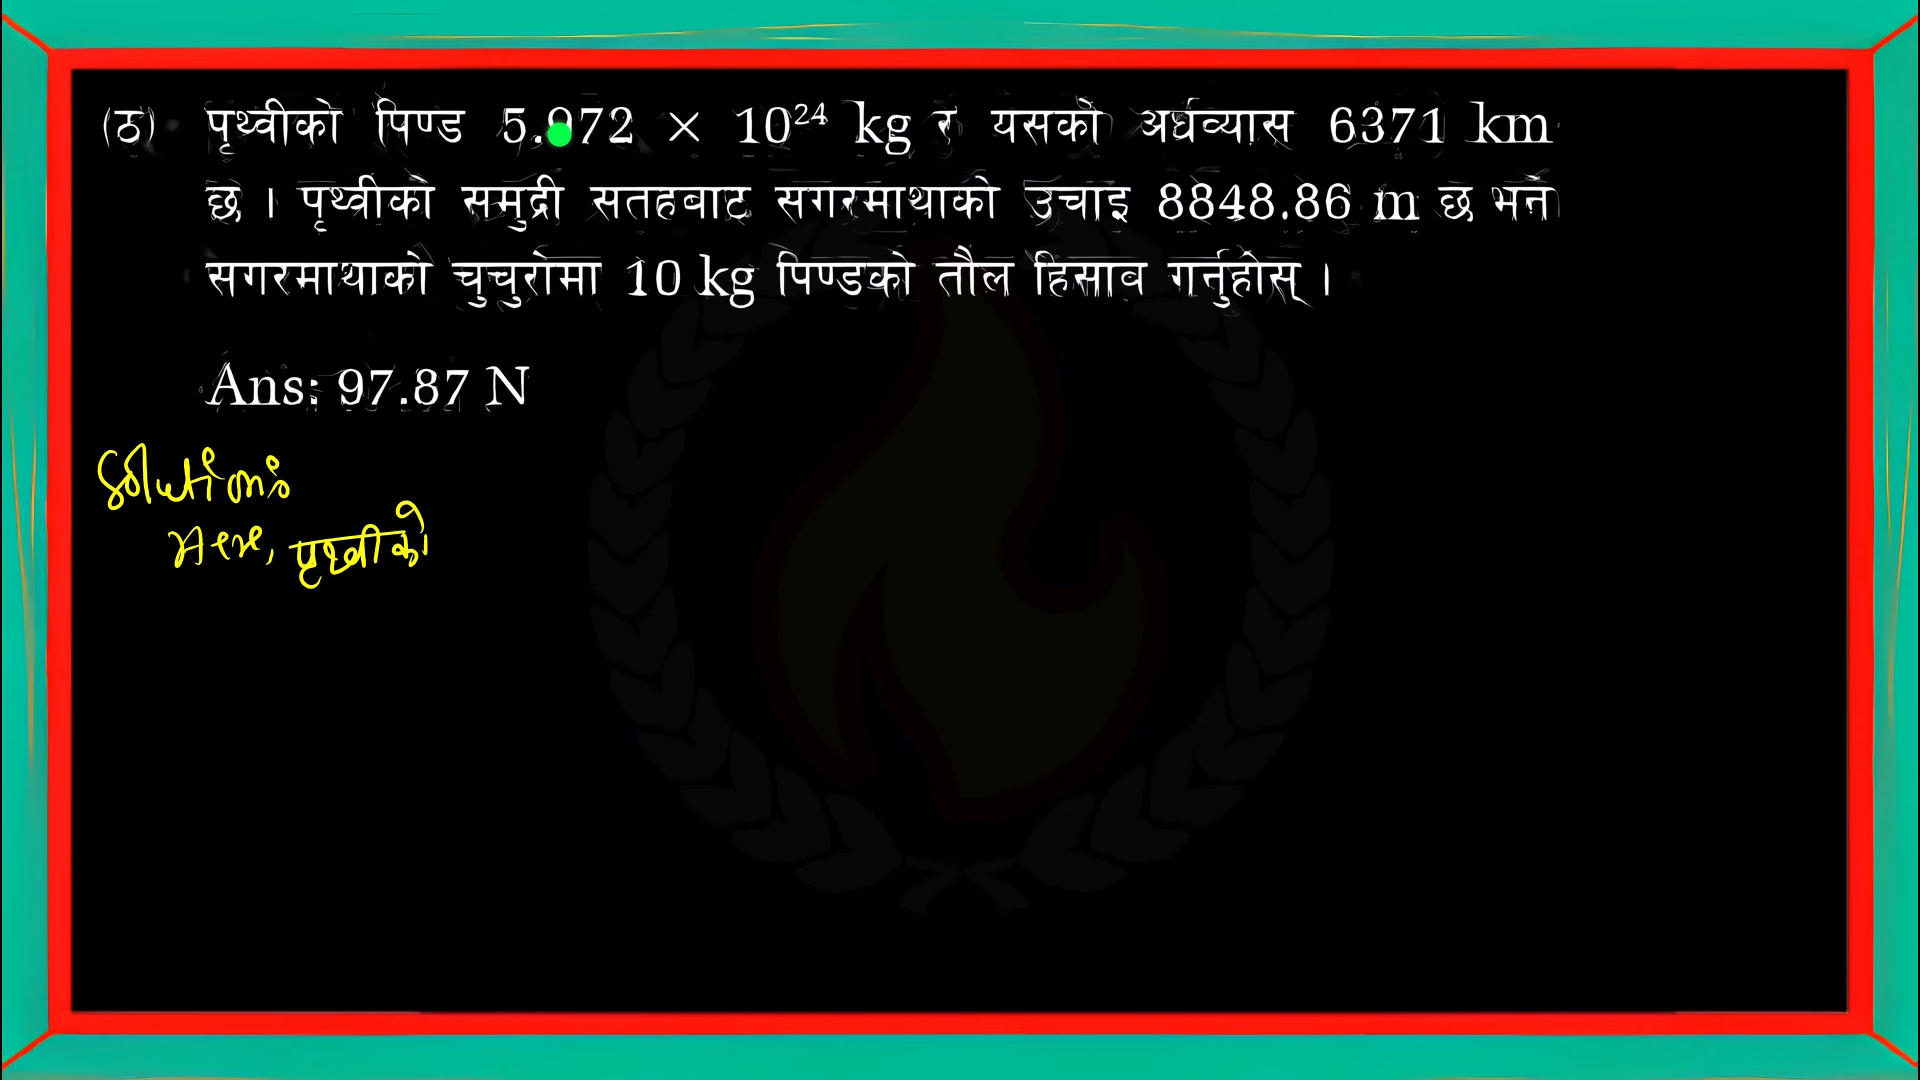 (ठ) पृथ्वीको पिण्ड 5.972 × 10²⁴ kg र यसको अर्धव्यास 6371 km
छ । पृथ्वीको समुद्री सतहबाट सगरमाथाको उचाइ 8848.86 m छ भने
सगरमाथाको चुचुरोमा 10 kg पिण्डको तौल हिसाब गर्नुहोस् ।
Ans: 97.87 N
Solution:
Here, पृथ्वीको